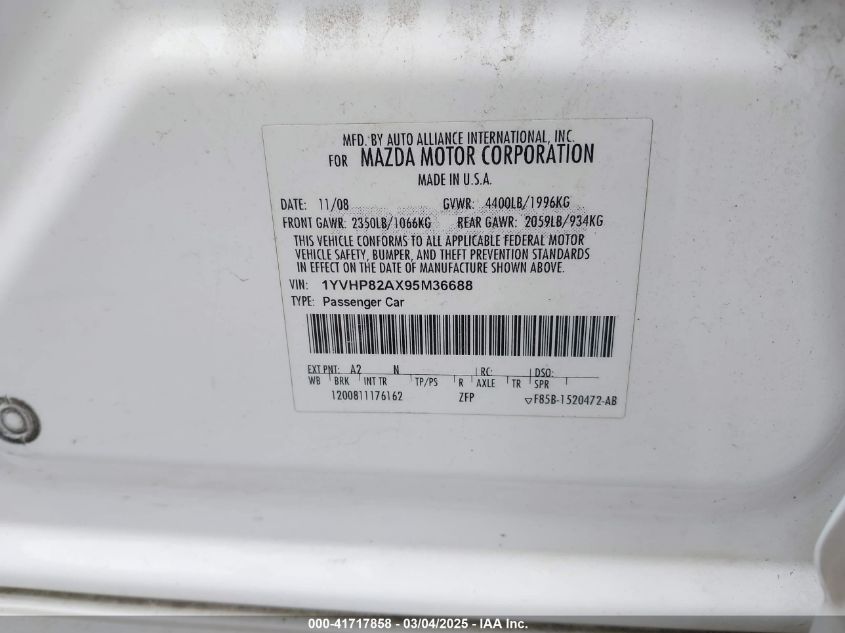 MFD. BY AUTO ALLIANCE INTERNATIONAL, INC.
FOR MAZDA MOTOR CORPORATION
MADE IN U.S.A.
DATE: 11/08 GVWR: 4400LB/1996KG
FRONT GAWR: 2350LB/1066KG REAR GAWR: 2059LB/934KG
THIS VEHICLE CONFORMS TO ALL APPLICABLE FEDERAL MOTOR
VEHICLE SAFETY, BUMPER, AND THEFT PREVENTION STANDARDS
IN EFFECT ON THE DATE OF MANUFACTURE SHOWN ABOVE.
VIN: 1YVHP82AX95M36688
TYPE: Passenger Car
EXT PNT: A2 N RC: DSO:
WB BRK INT TR TP/PS R AXLE TR SPR
1200811176162 ZFP F85B-1520472-AB
000-41717858 - 03/04/2025 - IAA Inc.